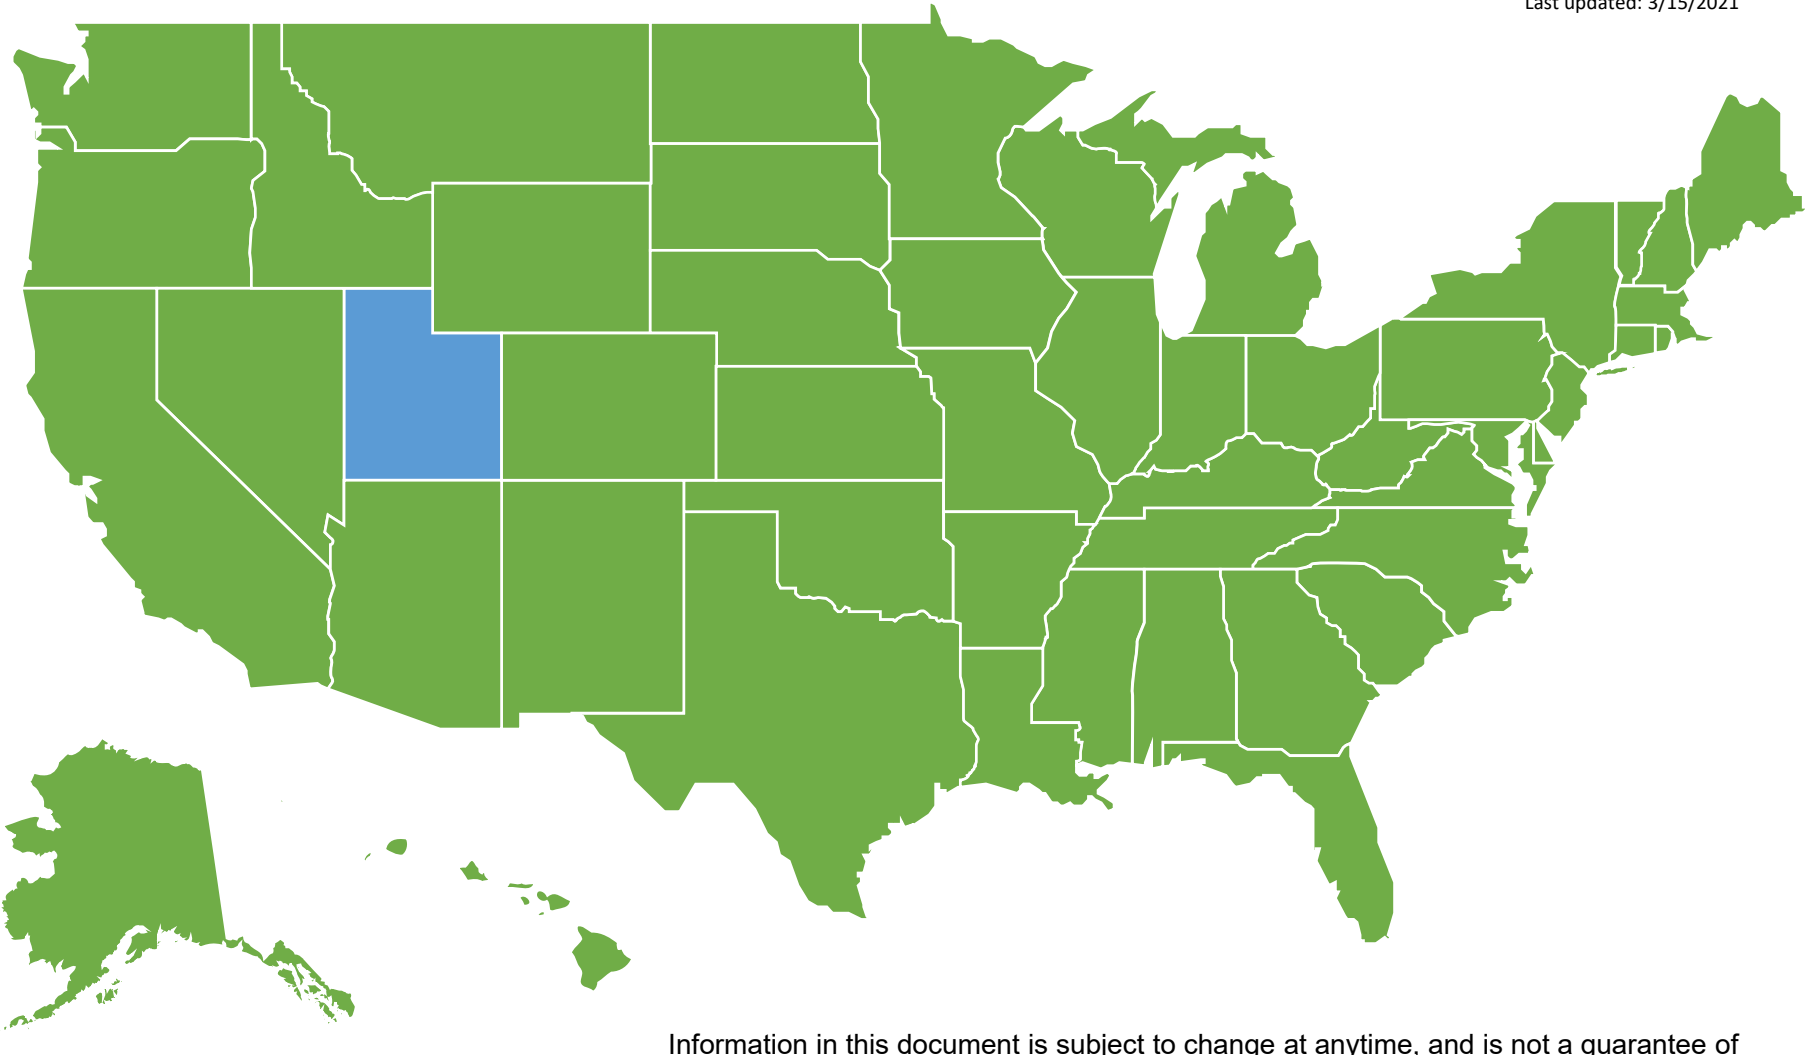 Last updated: 3/15/2021
Information in this document is subject to change at anytime, and is not a guarantee of